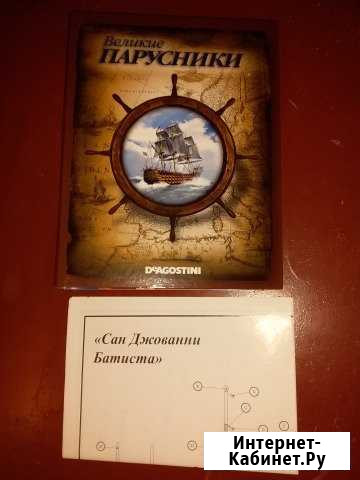 Великие
ПАРУСНИКИ
DeAGOSTINI
«Сан Джованни
Батиста»
Интернет-
Кабинет.Ру